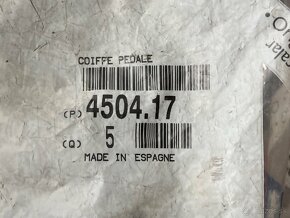 COIFFE PEDALE
(P) 4504.17
(Q) 5
MADE IN ESPAGNE